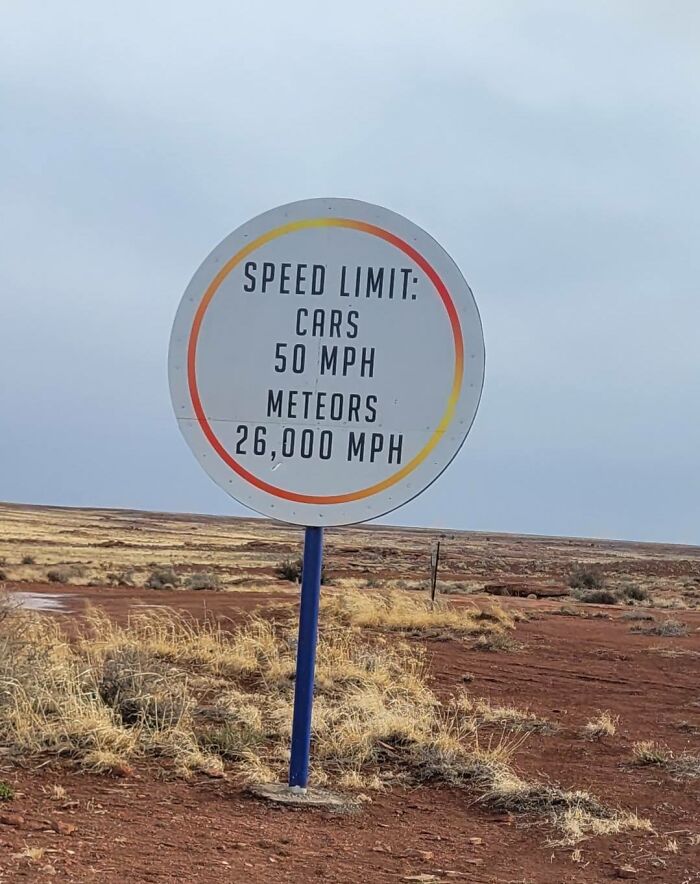 SPEED LIMIT:
CARS
50 MPH
METEORS
26,000 MPH